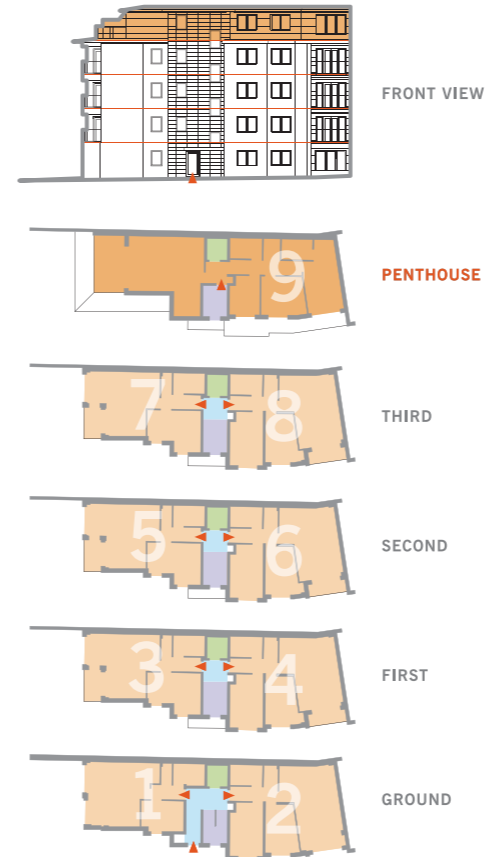 FRONT VIEW
9
PENTHOUSE
7 8
THIRD
5 6
SECOND
3 4
FIRST
1 2
GROUND